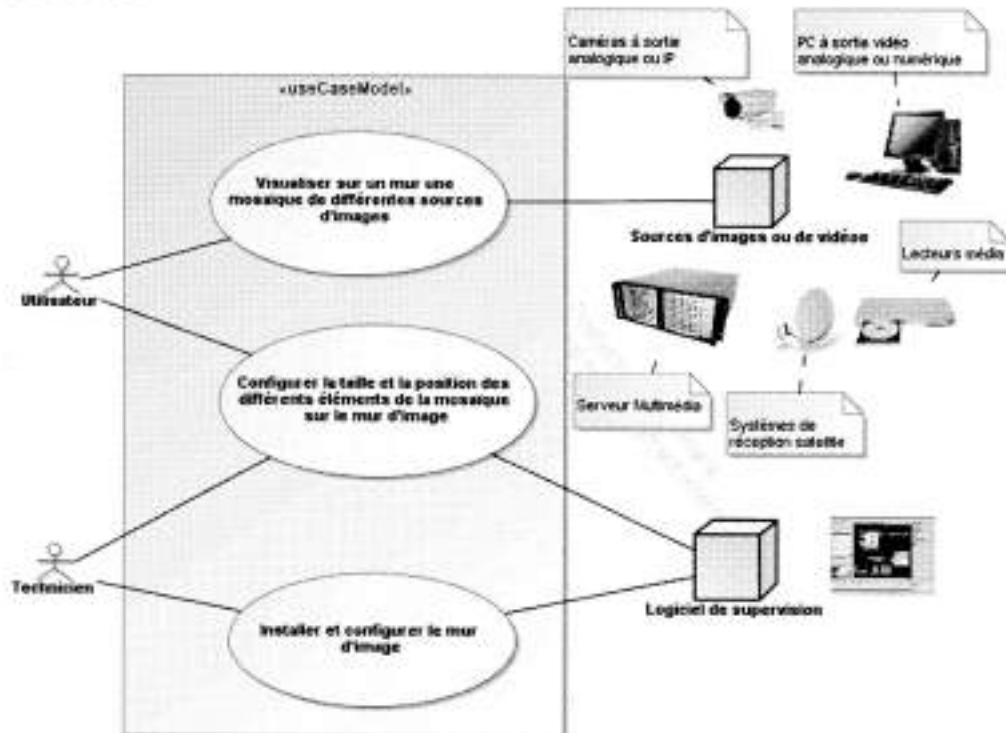 Caméras à sortie
analogique ou IP
PC à sortie vidéo
analogique ou numérique
«useCaseModel»
Visualiser sur un mur une
mosaïque de différentes sources
d'images
Sources d'images ou de vidéos
Lecteurs média
Utilisateur
Configurer la taille et la position des
différents éléments de la mosaïque
sur le mur d'image
Serveur Multimédia
Systèmes de
réception satellite
Technicien
Logiciel de supervision
Installer et configurer le mur
d'image